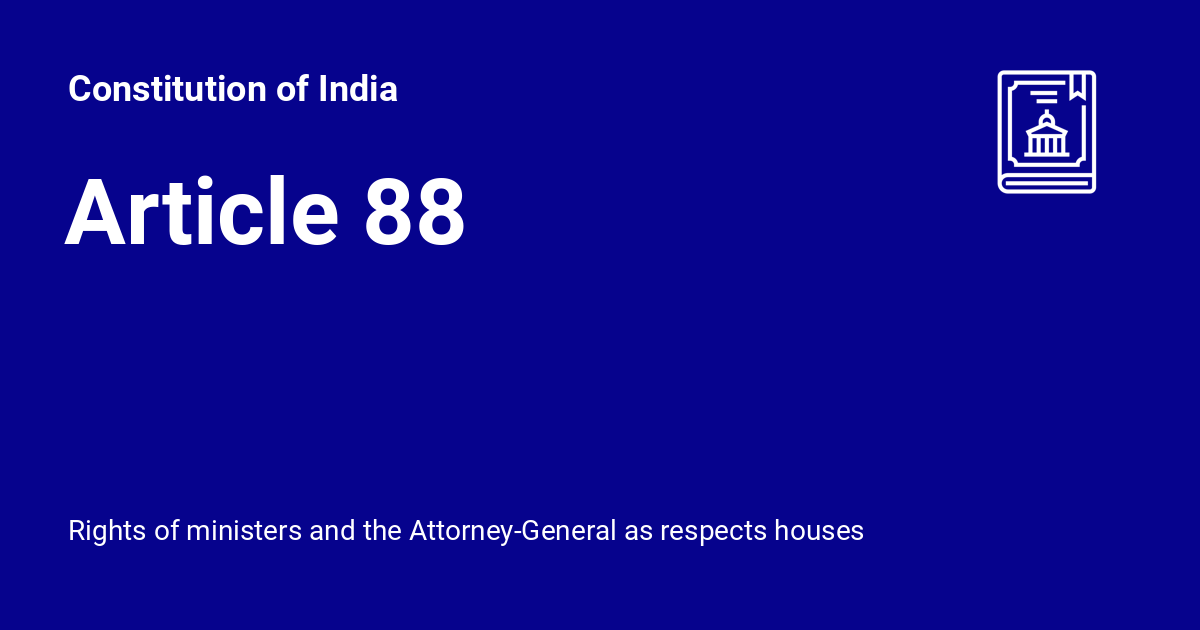 Constitution of India
Article 88
Rights of ministers and the Attorney-General as respects houses